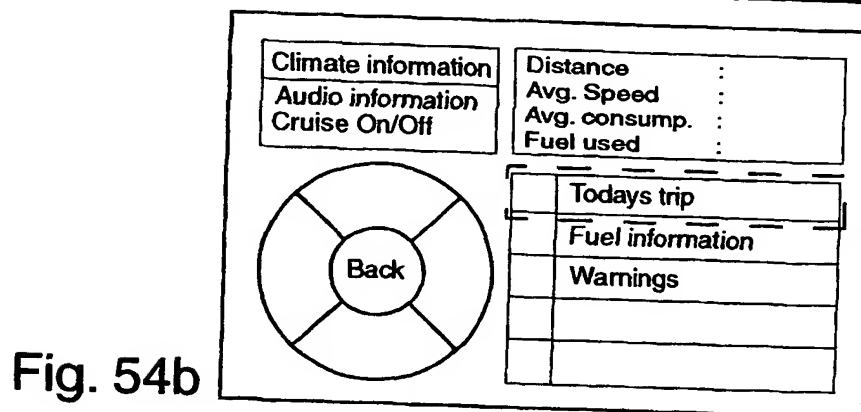 Climate information
Audio information
Cruise On/Off
Distance :
Avg. Speed :
Avg. consump. :
Fuel used :
Todays trip
Fuel information
Warnings
Back
Fig. 54b